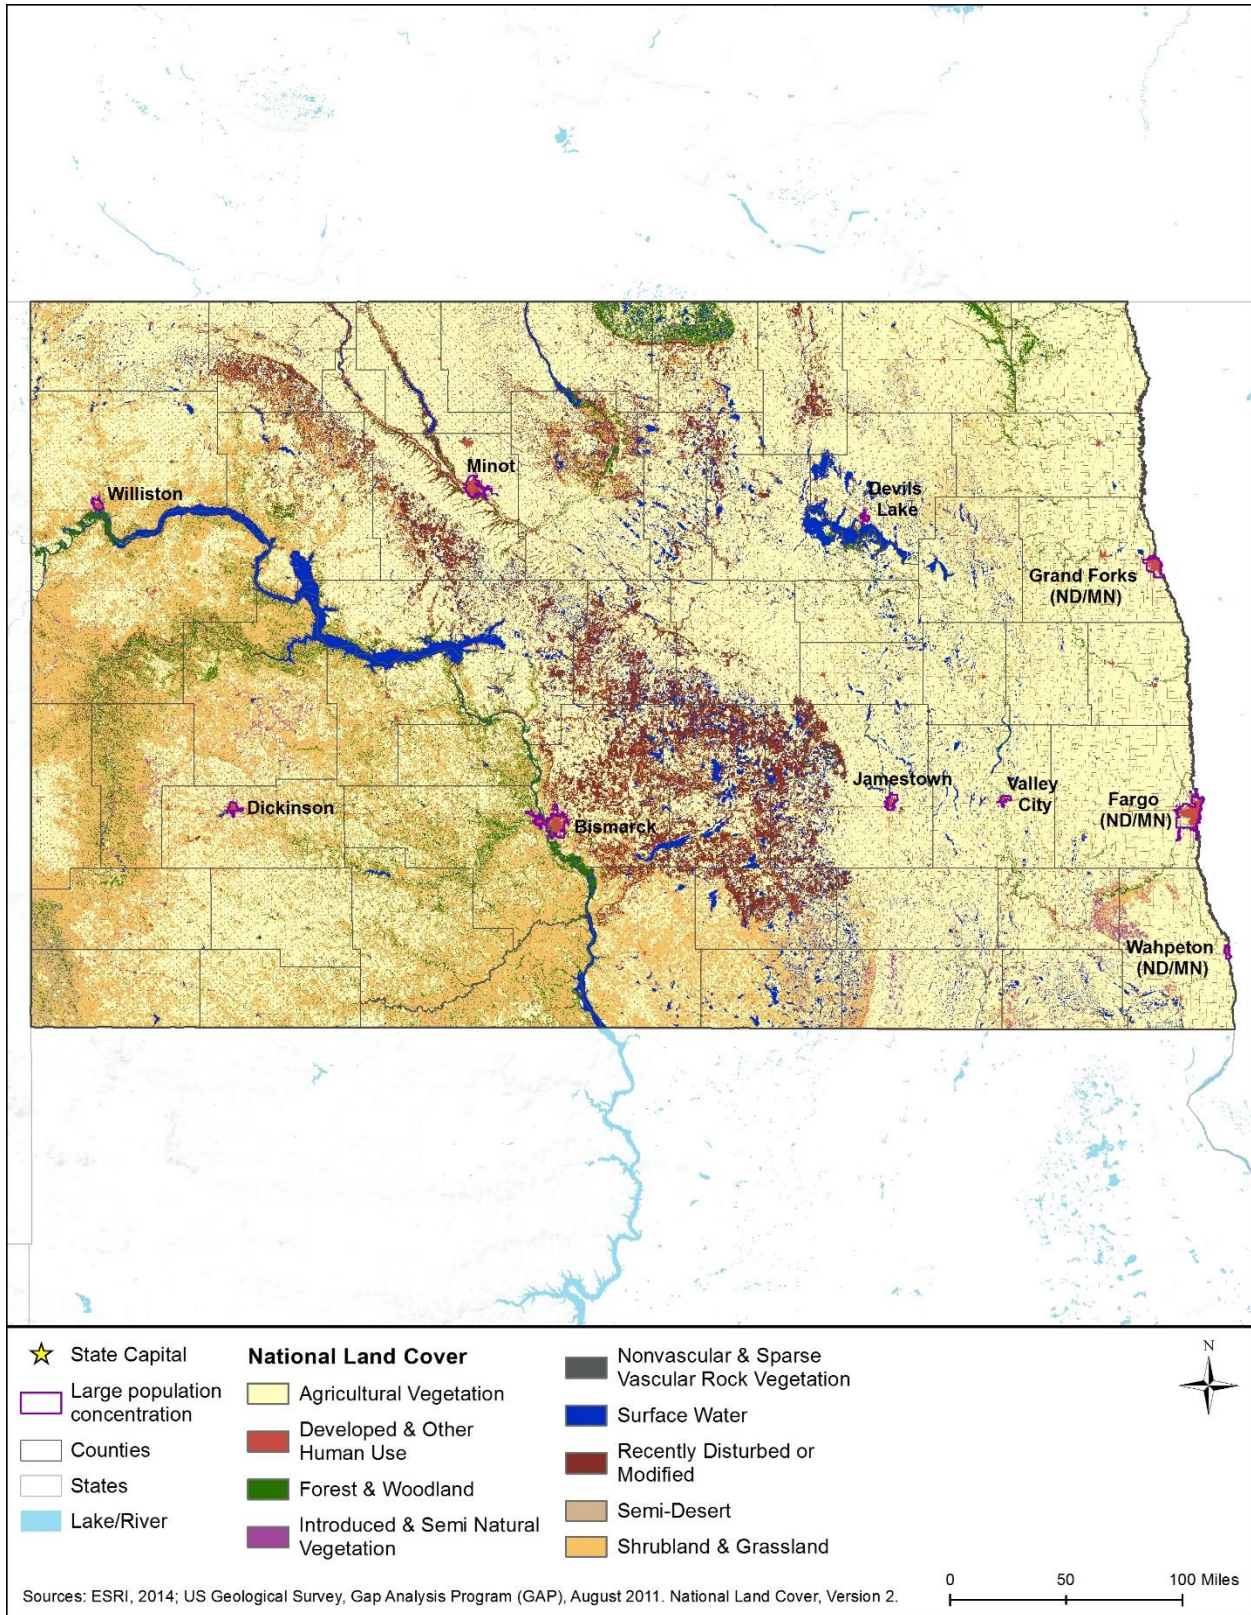 Minot
Williston
Devils
Lake
Grand Forks
(ND/MN)
Jamestown
Valley
City
Fargo
(ND/MN)
Dickinson
Bismarck
Wahpeton
(ND/MN)
State Capital
Large population
concentration
Counties
States
Lake/River
National Land Cover
Agricultural Vegetation
Developed & Other
Human Use
Forest & Woodland
Introduced & Semi Natural
Vegetation
Nonvascular & Sparse
Vascular Rock Vegetation
Surface Water
Recently Disturbed or
Modified
Semi-Desert
Shrubland & Grassland
N
Sources: ESRI, 2014; US Geological Survey, Gap Analysis Program (GAP), August 2011. National Land Cover, Version 2.
0 50 100 Miles